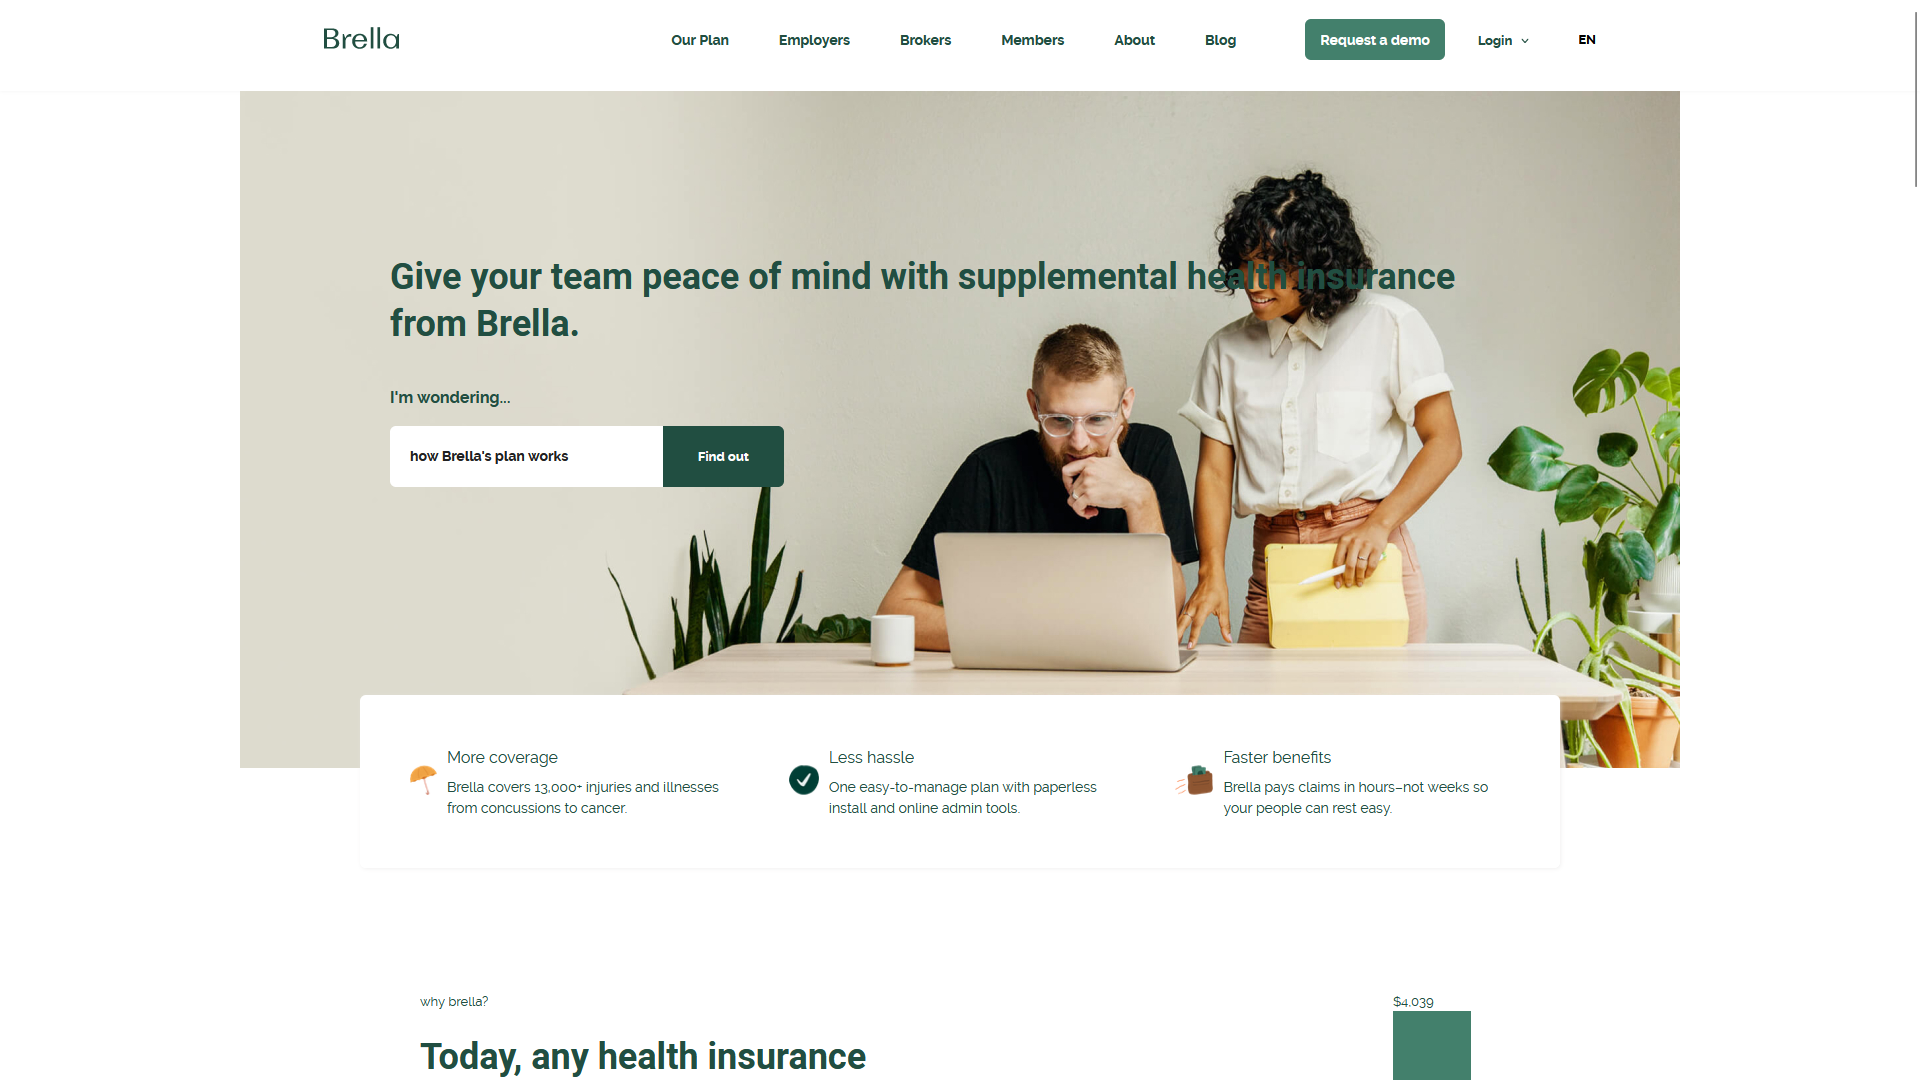 Brella
Our Plan
Employers
Brokers
Members
About
Blog
Request a demo
Login
EN
Give your team peace of mind with supplemental health insurance
from Brella.
I'm wondering...
how Brella's plan works
Find out
More coverage
Brella covers 13,000+ injuries and illnesses
from concussions to cancer.
Less hassle
One easy-to-manage plan with paperless
install and online admin tools.
Faster benefits
Brella pays claims in hours–not weeks so
your people can rest easy.
why brella?
Today, any health insurance
$4,039